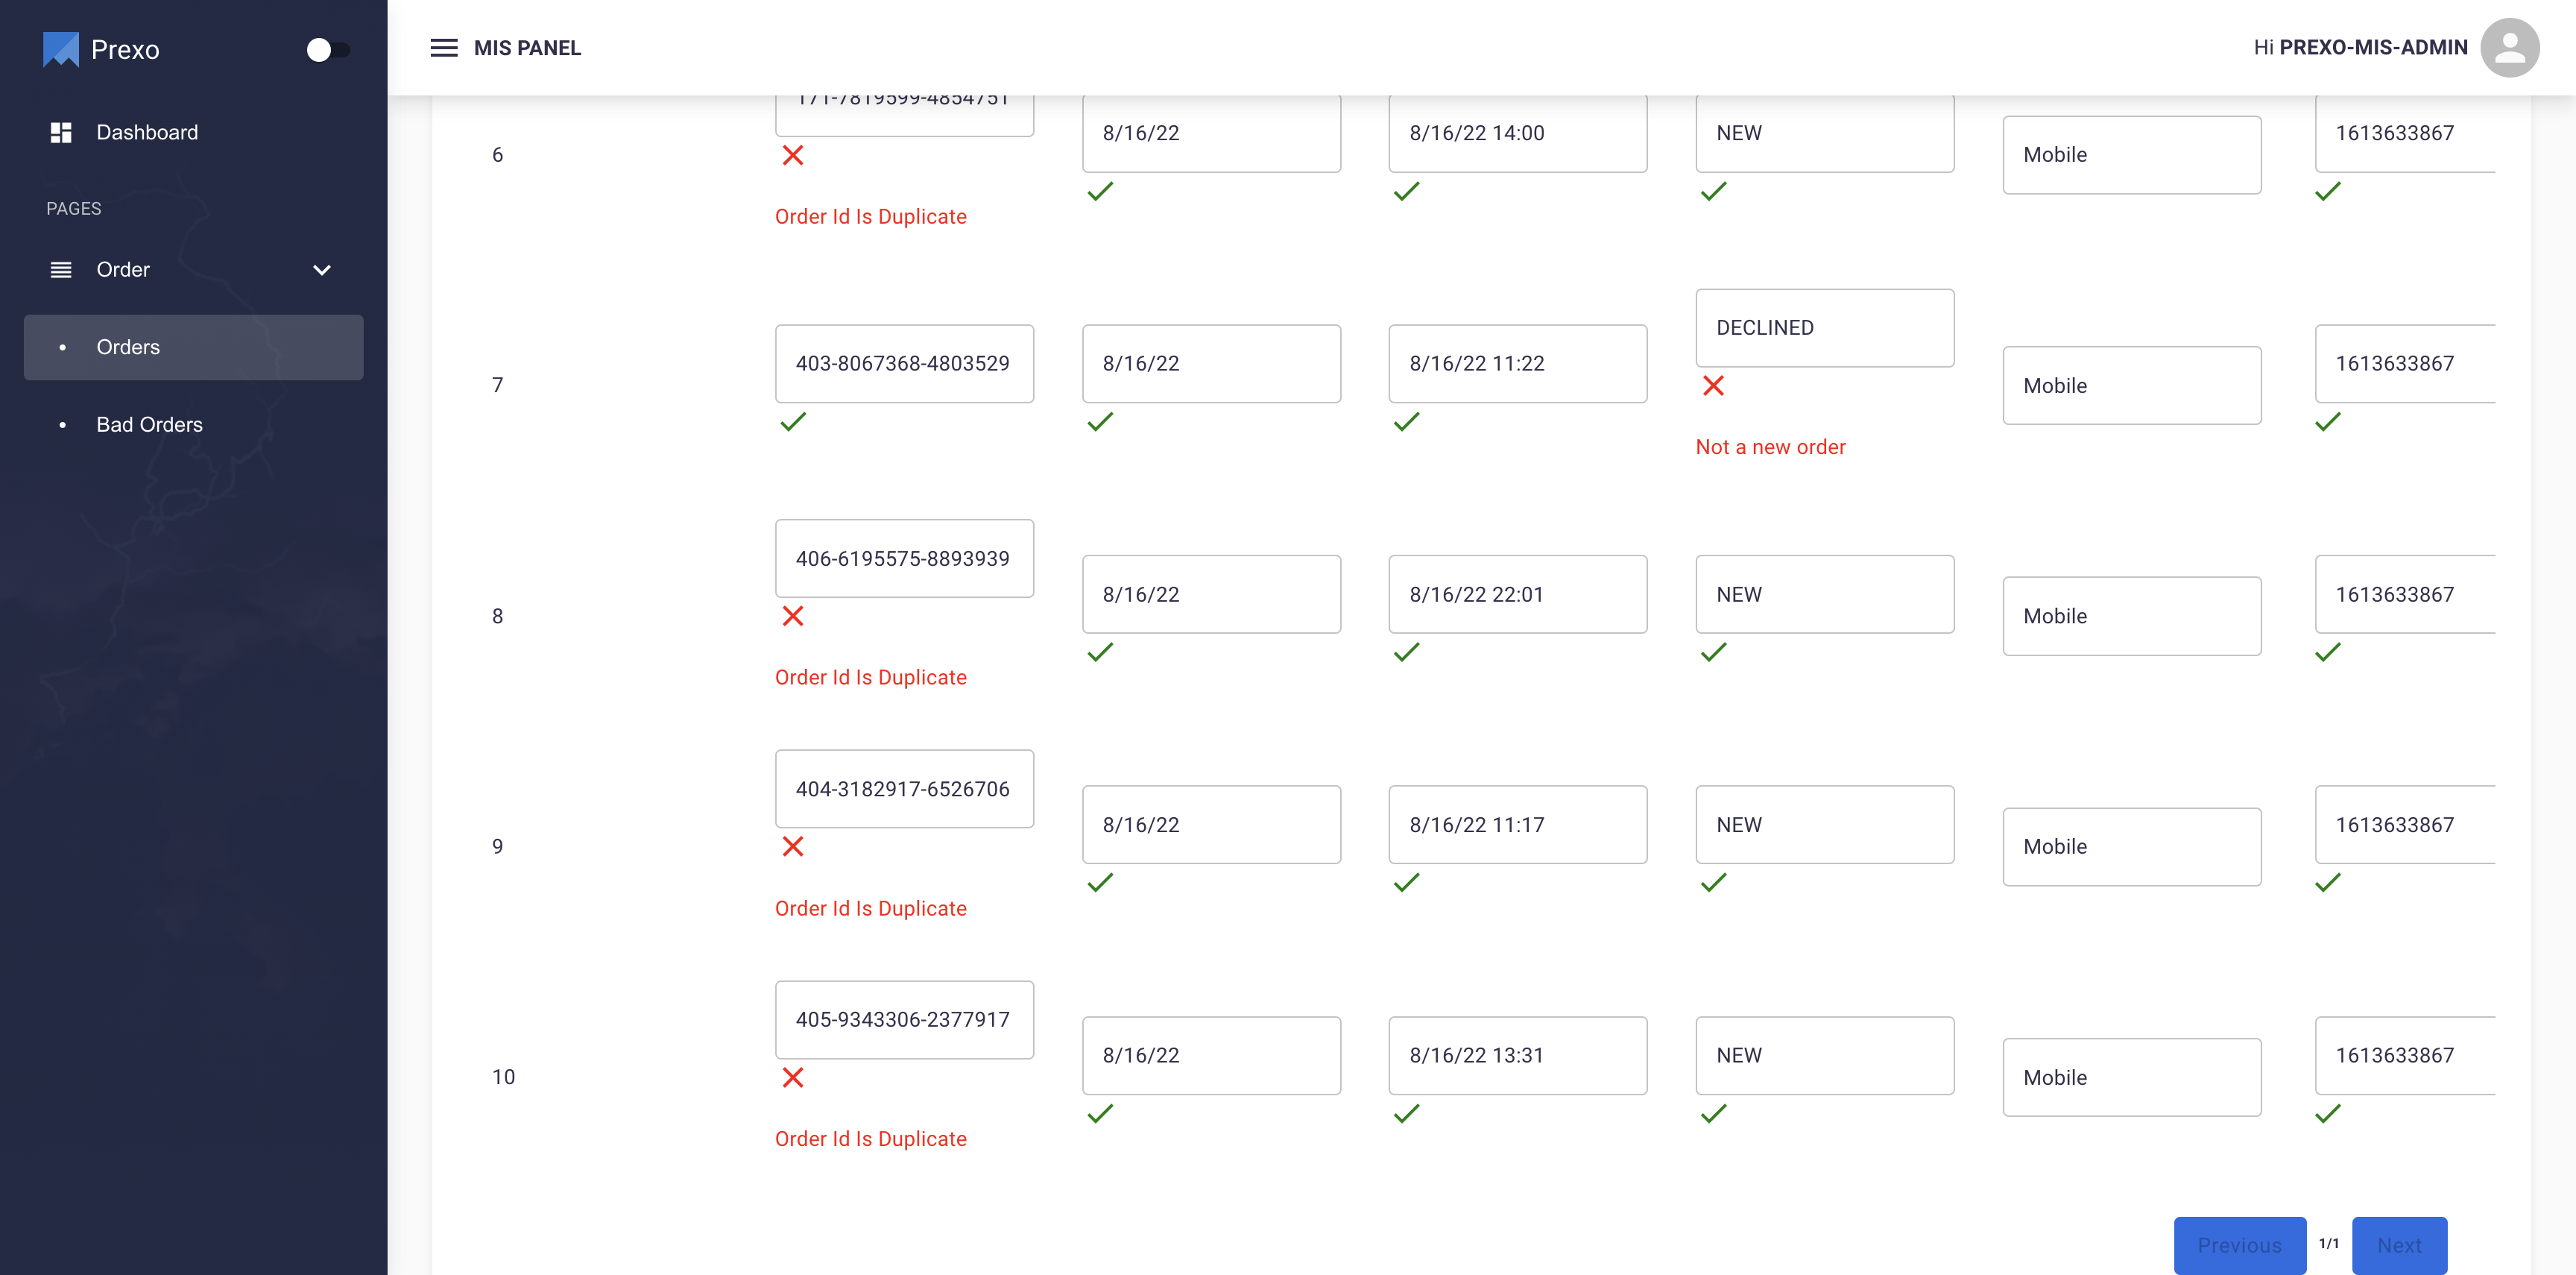 Prexo
MIS PANEL
Hi PREXO-MIS-ADMIN
Dashboard
PAGES
Order
Orders
Bad Orders
6
171-7819599-4854751
Order Id Is Duplicate
8/16/22
8/16/22 14:00
NEW
Mobile
1613633867
7
403-8067368-4803529
8/16/22
8/16/22 11:22
DECLINED
Not a new order
Mobile
1613633867
8
406-6195575-8893939
Order Id Is Duplicate
8/16/22
8/16/22 22:01
NEW
Mobile
1613633867
9
404-3182917-6526706
Order Id Is Duplicate
8/16/22
8/16/22 11:17
NEW
Mobile
1613633867
10
405-9343306-2377917
Order Id Is Duplicate
8/16/22
8/16/22 13:31
NEW
Mobile
1613633867
Previous
1/1
Next